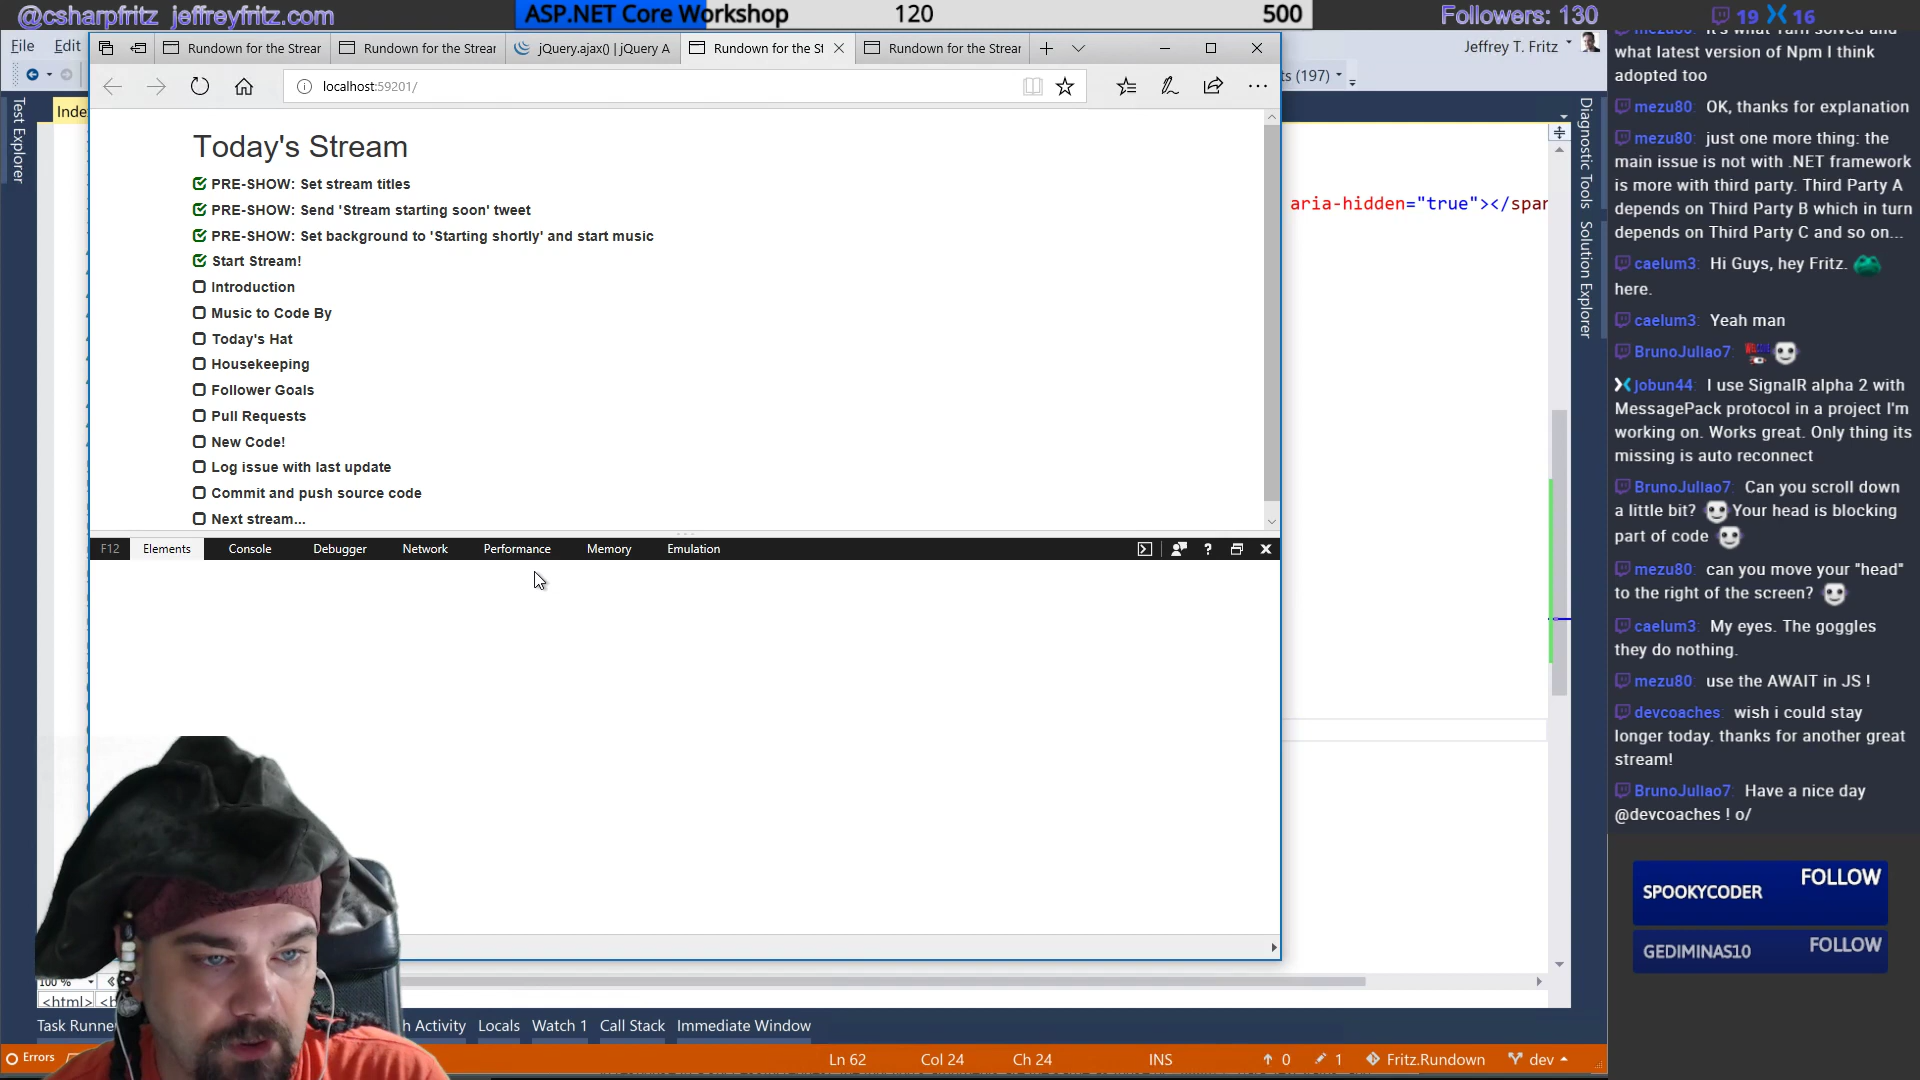 @csharpfritz jeffreyfritz.com
ASP.NET Core Workshop 120 500
Followers: 130
19 16
File Edit
Rundown for the Strear
Rundown for the Strear
jQuery.ajax() | jQuery A
Rundown for the St
Rundown for the Strear
Jeffrey T. Fritz
localhost:59201/
ts (197)
Test Explorer
Inde
Diagnostic Tools
Solution Explorer
Today's Stream
PRE-SHOW: Set stream titles
PRE-SHOW: Send 'Stream starting soon' tweet
PRE-SHOW: Set background to 'Starting shortly' and start music
Start Stream!
Introduction
Music to Code By
Today's Hat
Housekeeping
Follower Goals
Pull Requests
New Code!
Log issue with last update
Commit and push source code
Next stream...
aria-hidden="true"></span
F12 Elements Console Debugger Network Performance Memory Emulation
what latest version of Npm I think
adopted too
mezu80: OK, thanks for explanation
mezu80: just one more thing: the
main issue is not with .NET framework
is more with third party. Third Party A
depends on Third Party B which in turn
depends on Third Party C and so on...
caelum3: Hi Guys, hey Fritz.
here.
caelum3: Yeah man
BrunoJuliao7:
jobun44: I use SignalR alpha 2 with
MessagePack protocol in a project I'm
working on. Works great. Only thing its
missing is auto reconnect
BrunoJuliao7: Can you scroll down
a little bit? Your head is blocking
part of code
mezu80: can you move your "head"
to the right of the screen?
caelum3: My eyes. The goggles
they do nothing.
mezu80: use the AWAIT in JS !
devcoaches: wish i could stay
longer today. thanks for another great
stream!
BrunoJuliao7: Have a nice day
@devcoaches ! o/
SPOOKYCODER FOLLOW
GEDIMINAS10 FOLLOW
100 %
<html> <b
Task Runne
h Activity Locals Watch 1 Call Stack Immediate Window
Errors
Ln 62 Col 24 Ch 24 INS 0 1 Fritz.Rundown dev